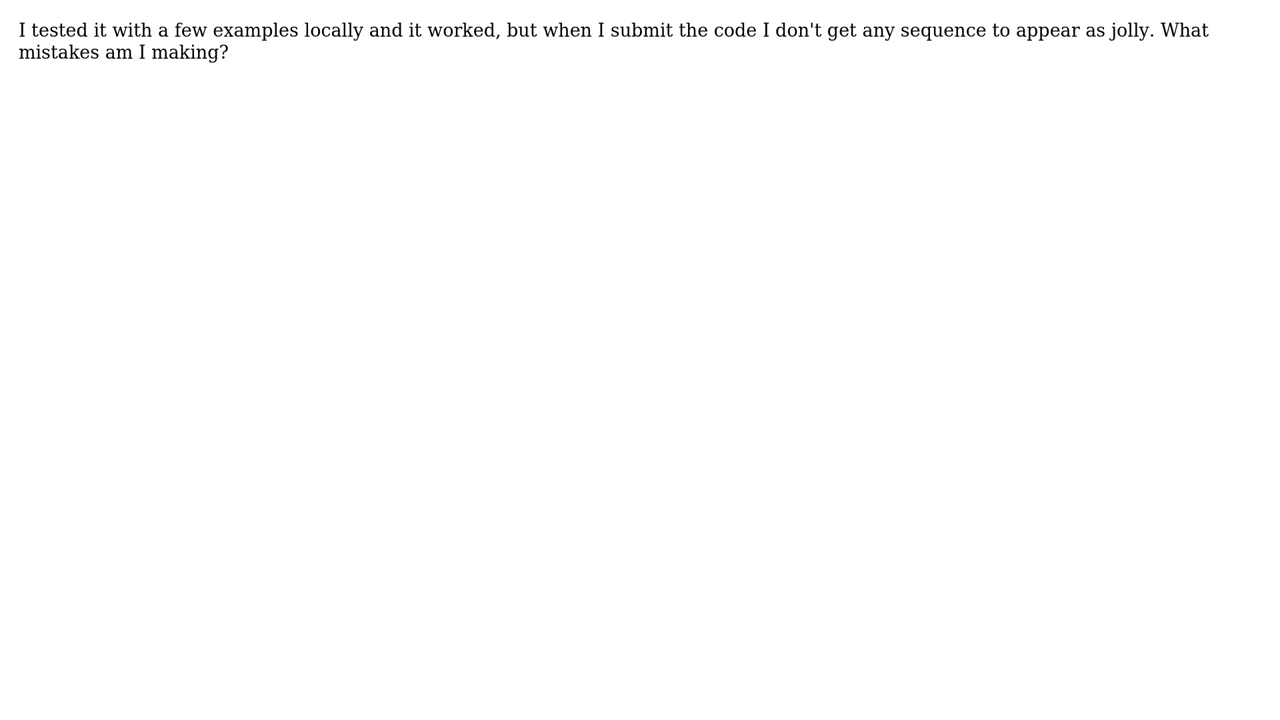 I tested it with a few examples locally and it worked, but when I submit the code I don't get any sequence to appear as jolly. What
mistakes am I making?